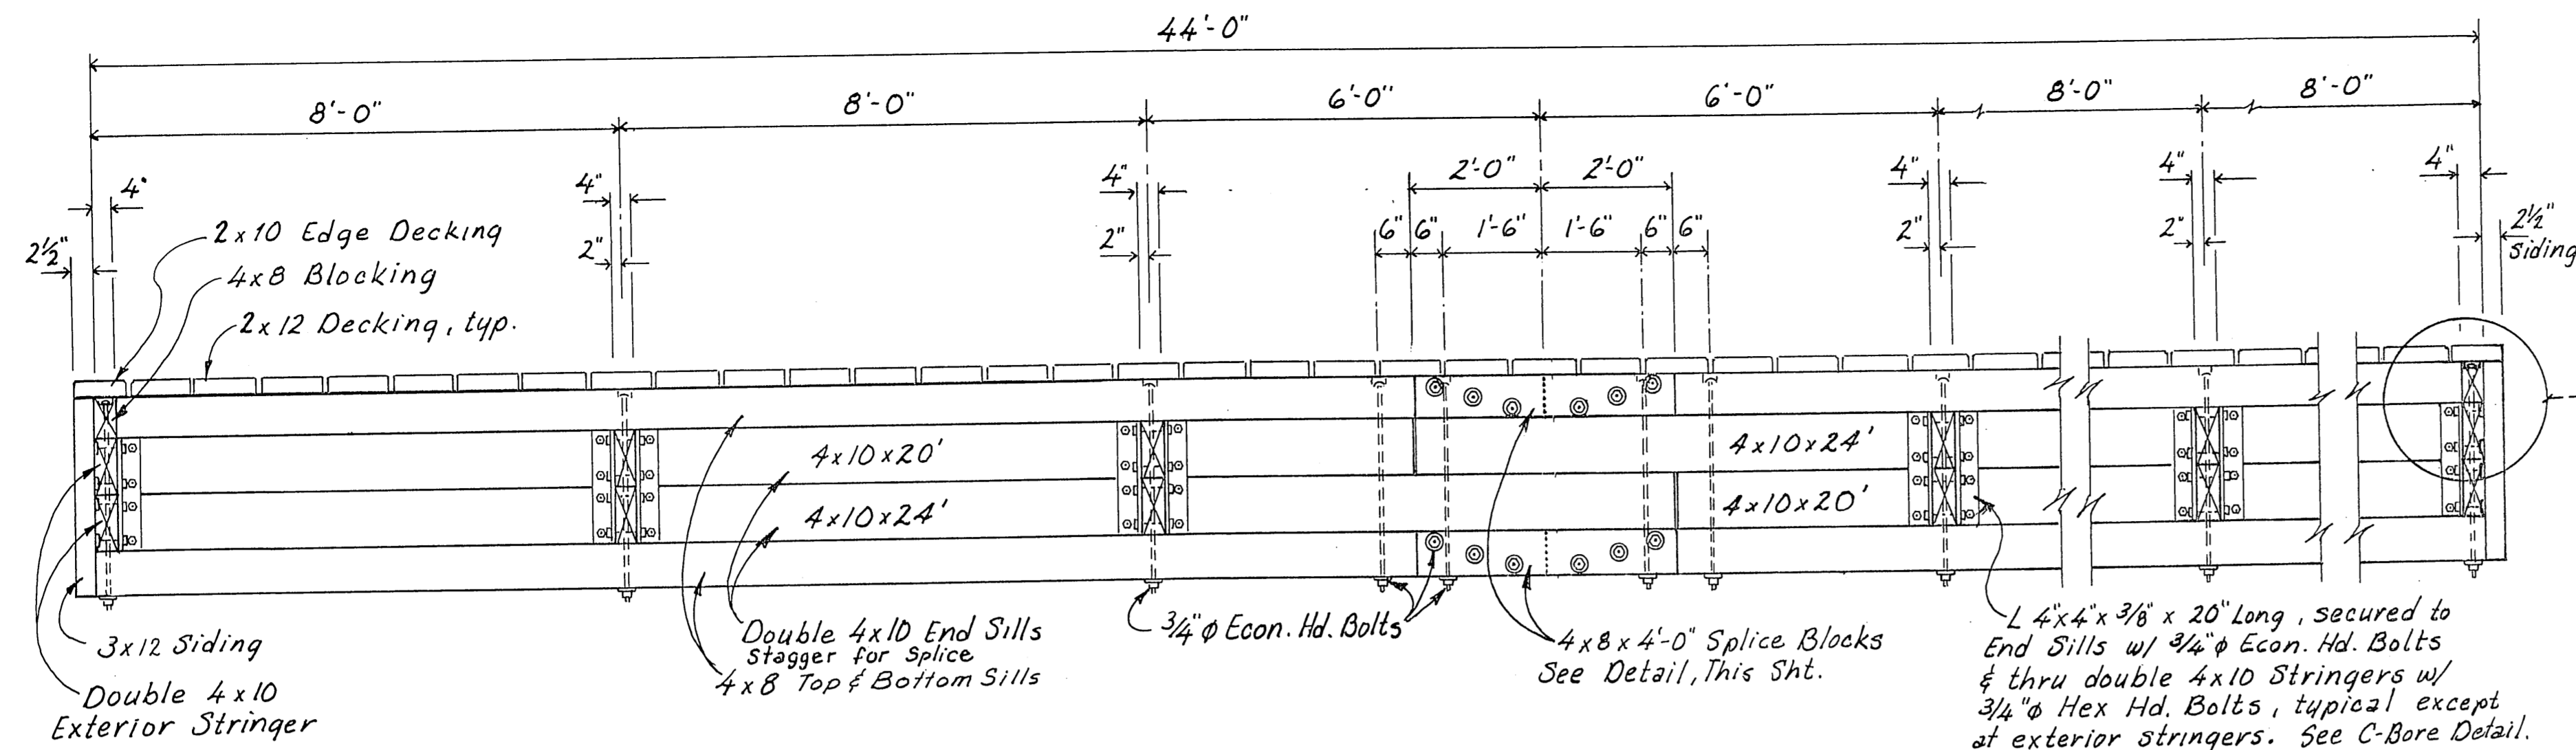 44'-0"
8'-0"
8'-0"
6'-0"
6'-0"
8'-0"
8'-0"
2'-0"
2'-0"
4"
4"
4"
4"
4"
4"
2½"
2"
2"
6"
6"
1'-6"
1'-6"
6"
6"
2"
2"
2½"
siding
2x10 Edge Decking
4x8 Blocking
2x12 Decking, typ.
4x10x20'
4x10x24'
4x10x24'
4x10x20'
3x12 Siding
Double 4x10
Exterior Stringer
Double 4x10 End Sills
Stagger for Splice
4x8 Top & Bottom Sills
3/4"φ Econ. Hd. Bolts
4x8x4'-0" Splice Blocks
See Detail, This Sht.
L 4"x4"x3/8" x 20" Long, secured to
End Sills w/ 3/4"φ Econ. Hd. Bolts
& thru double 4x10 Stringers w/
3/4"φ Hex Hd. Bolts, typical except
at exterior stringers. See C-Bore Detail.